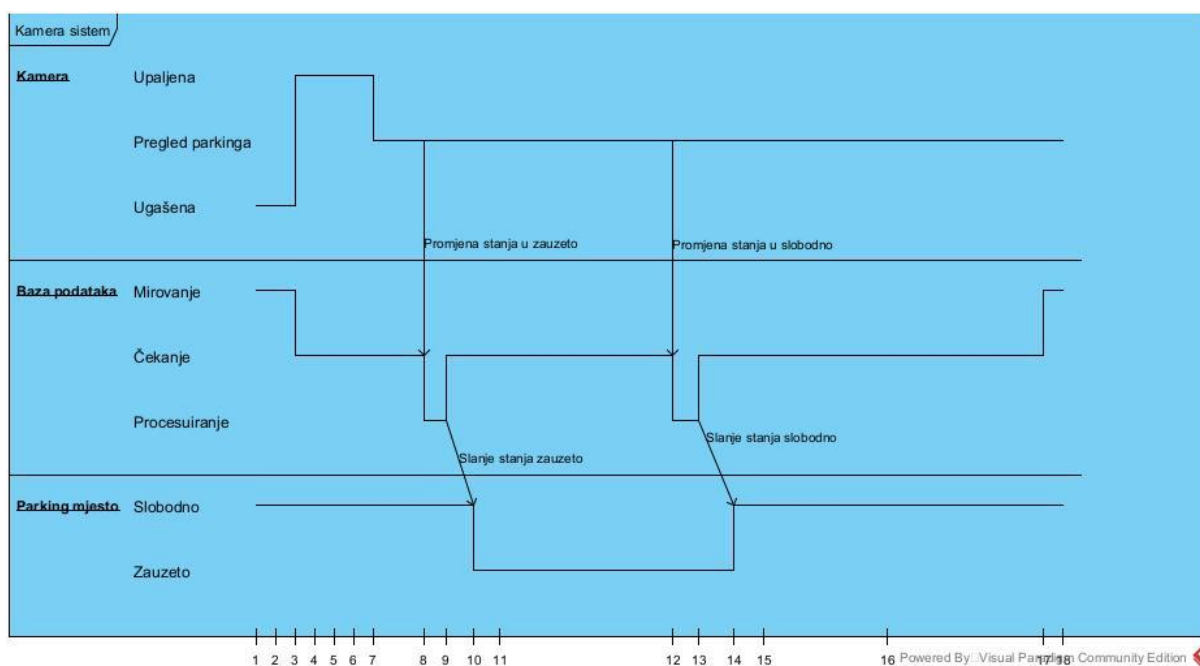 Kamera sistem
Kamera
Upaljena
Pregled parkinga
Ugašena
Promjena stanja u zauzeto
Promjena stanja u slobodno
Baza podataka
Mirovanje
Čekanje
Procesuiranje
Slanje stanja slobodno
Slanje stanja zauzeto
Parking mjesto
Slobodno
Zauzeto
1 2 3 4 5 6 7 8 9 10 11 12 13 14 15 16 17 18
Powered By Visual Paradigm Community Edition